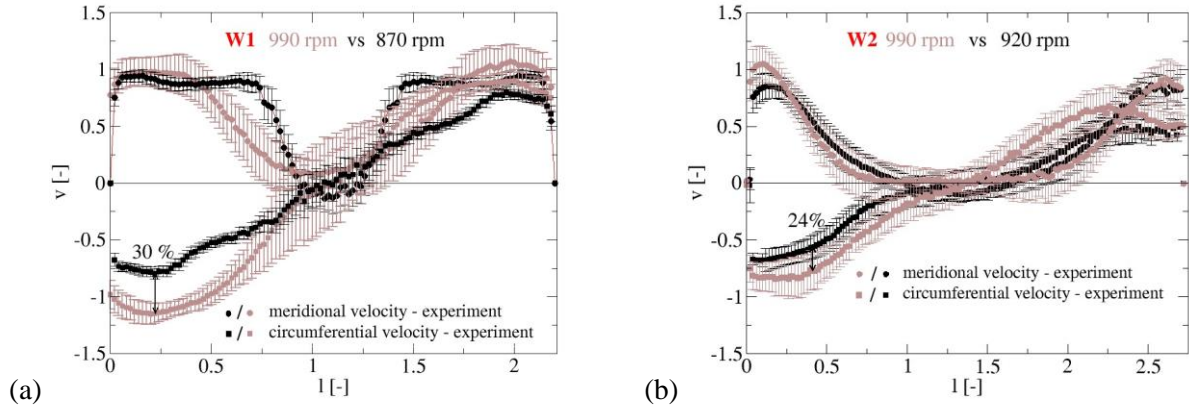 W1 990 rpm vs 870 rpm
1.5
1
0.5
0
-0.5
-1
-1.5
v [-]
30 %
● / ● meridional velocity - experiment
■ / ■ circumferential velocity - experiment
0 0.5 1 1.5 2
l [-]
(a)
W2 990 rpm vs 920 rpm
1.5
1
0.5
0
-0.5
-1
-1.5
v [-]
24%
● / ● meridional velocity - experiment
■ / ■ circumferential velocity - experiment
0 0.5 1 1.5 2 2.5
l [-]
(b)